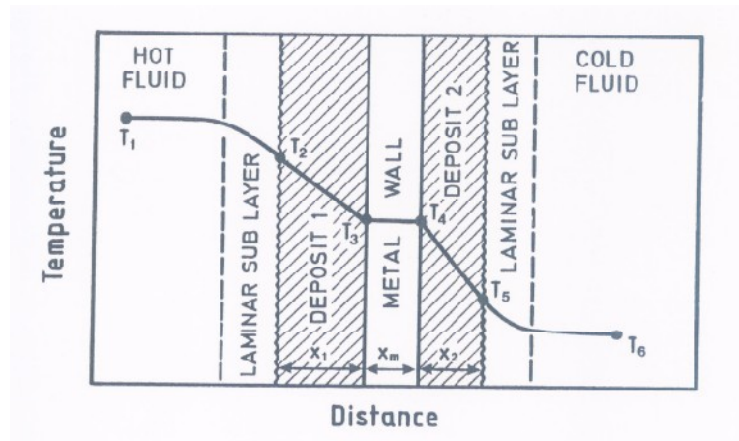 HOT
FLUID
COLD
FLUID
Temperature
T₁
LAMINAR SUB LAYER
T₂
DEPOSIT 1
T₃
METAL WALL
T₄
DEPOSIT 2
T₅
LAMINAR SUB LAYER
T₆
x₁
xₘ
x₂
Distance